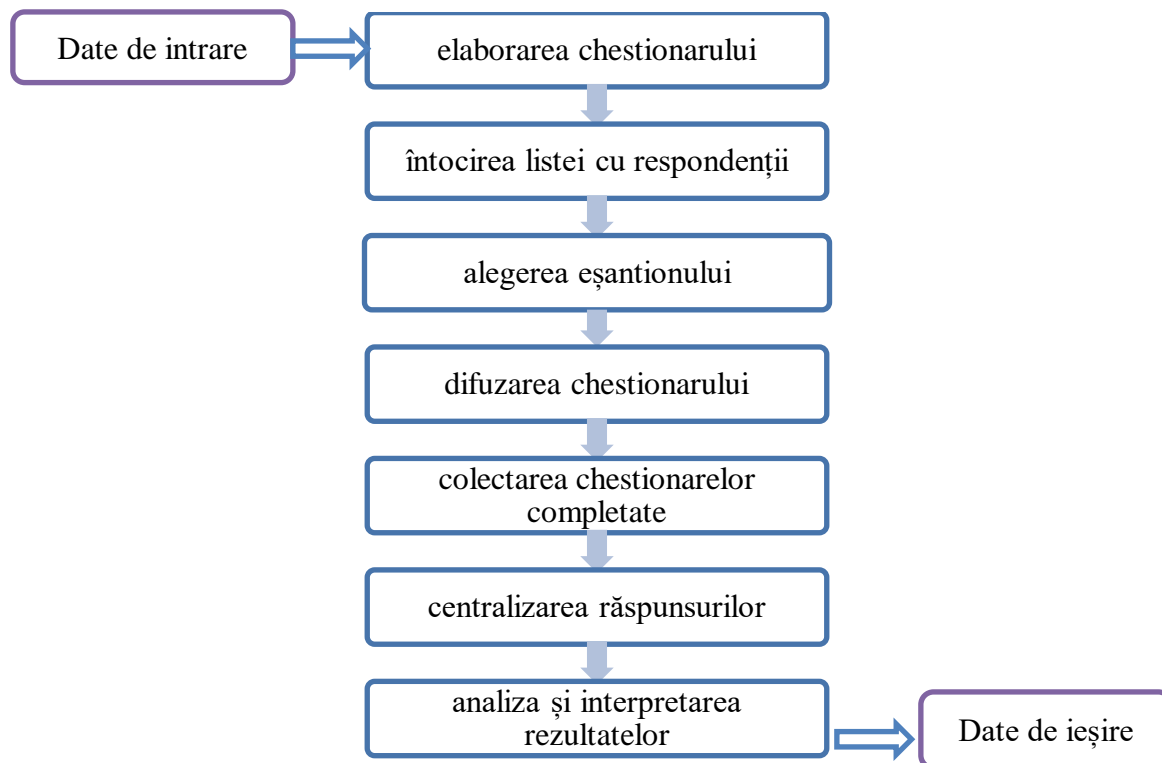 Date de intrare
elaborarea chestionarului
întocirea listei cu respondenții
alegerea eșantionului
difuzarea chestionarului
colectarea chestionarelor
completate
centralizarea răspunsurilor
analiza și interpretarea
rezultatelor
Date de ieșire